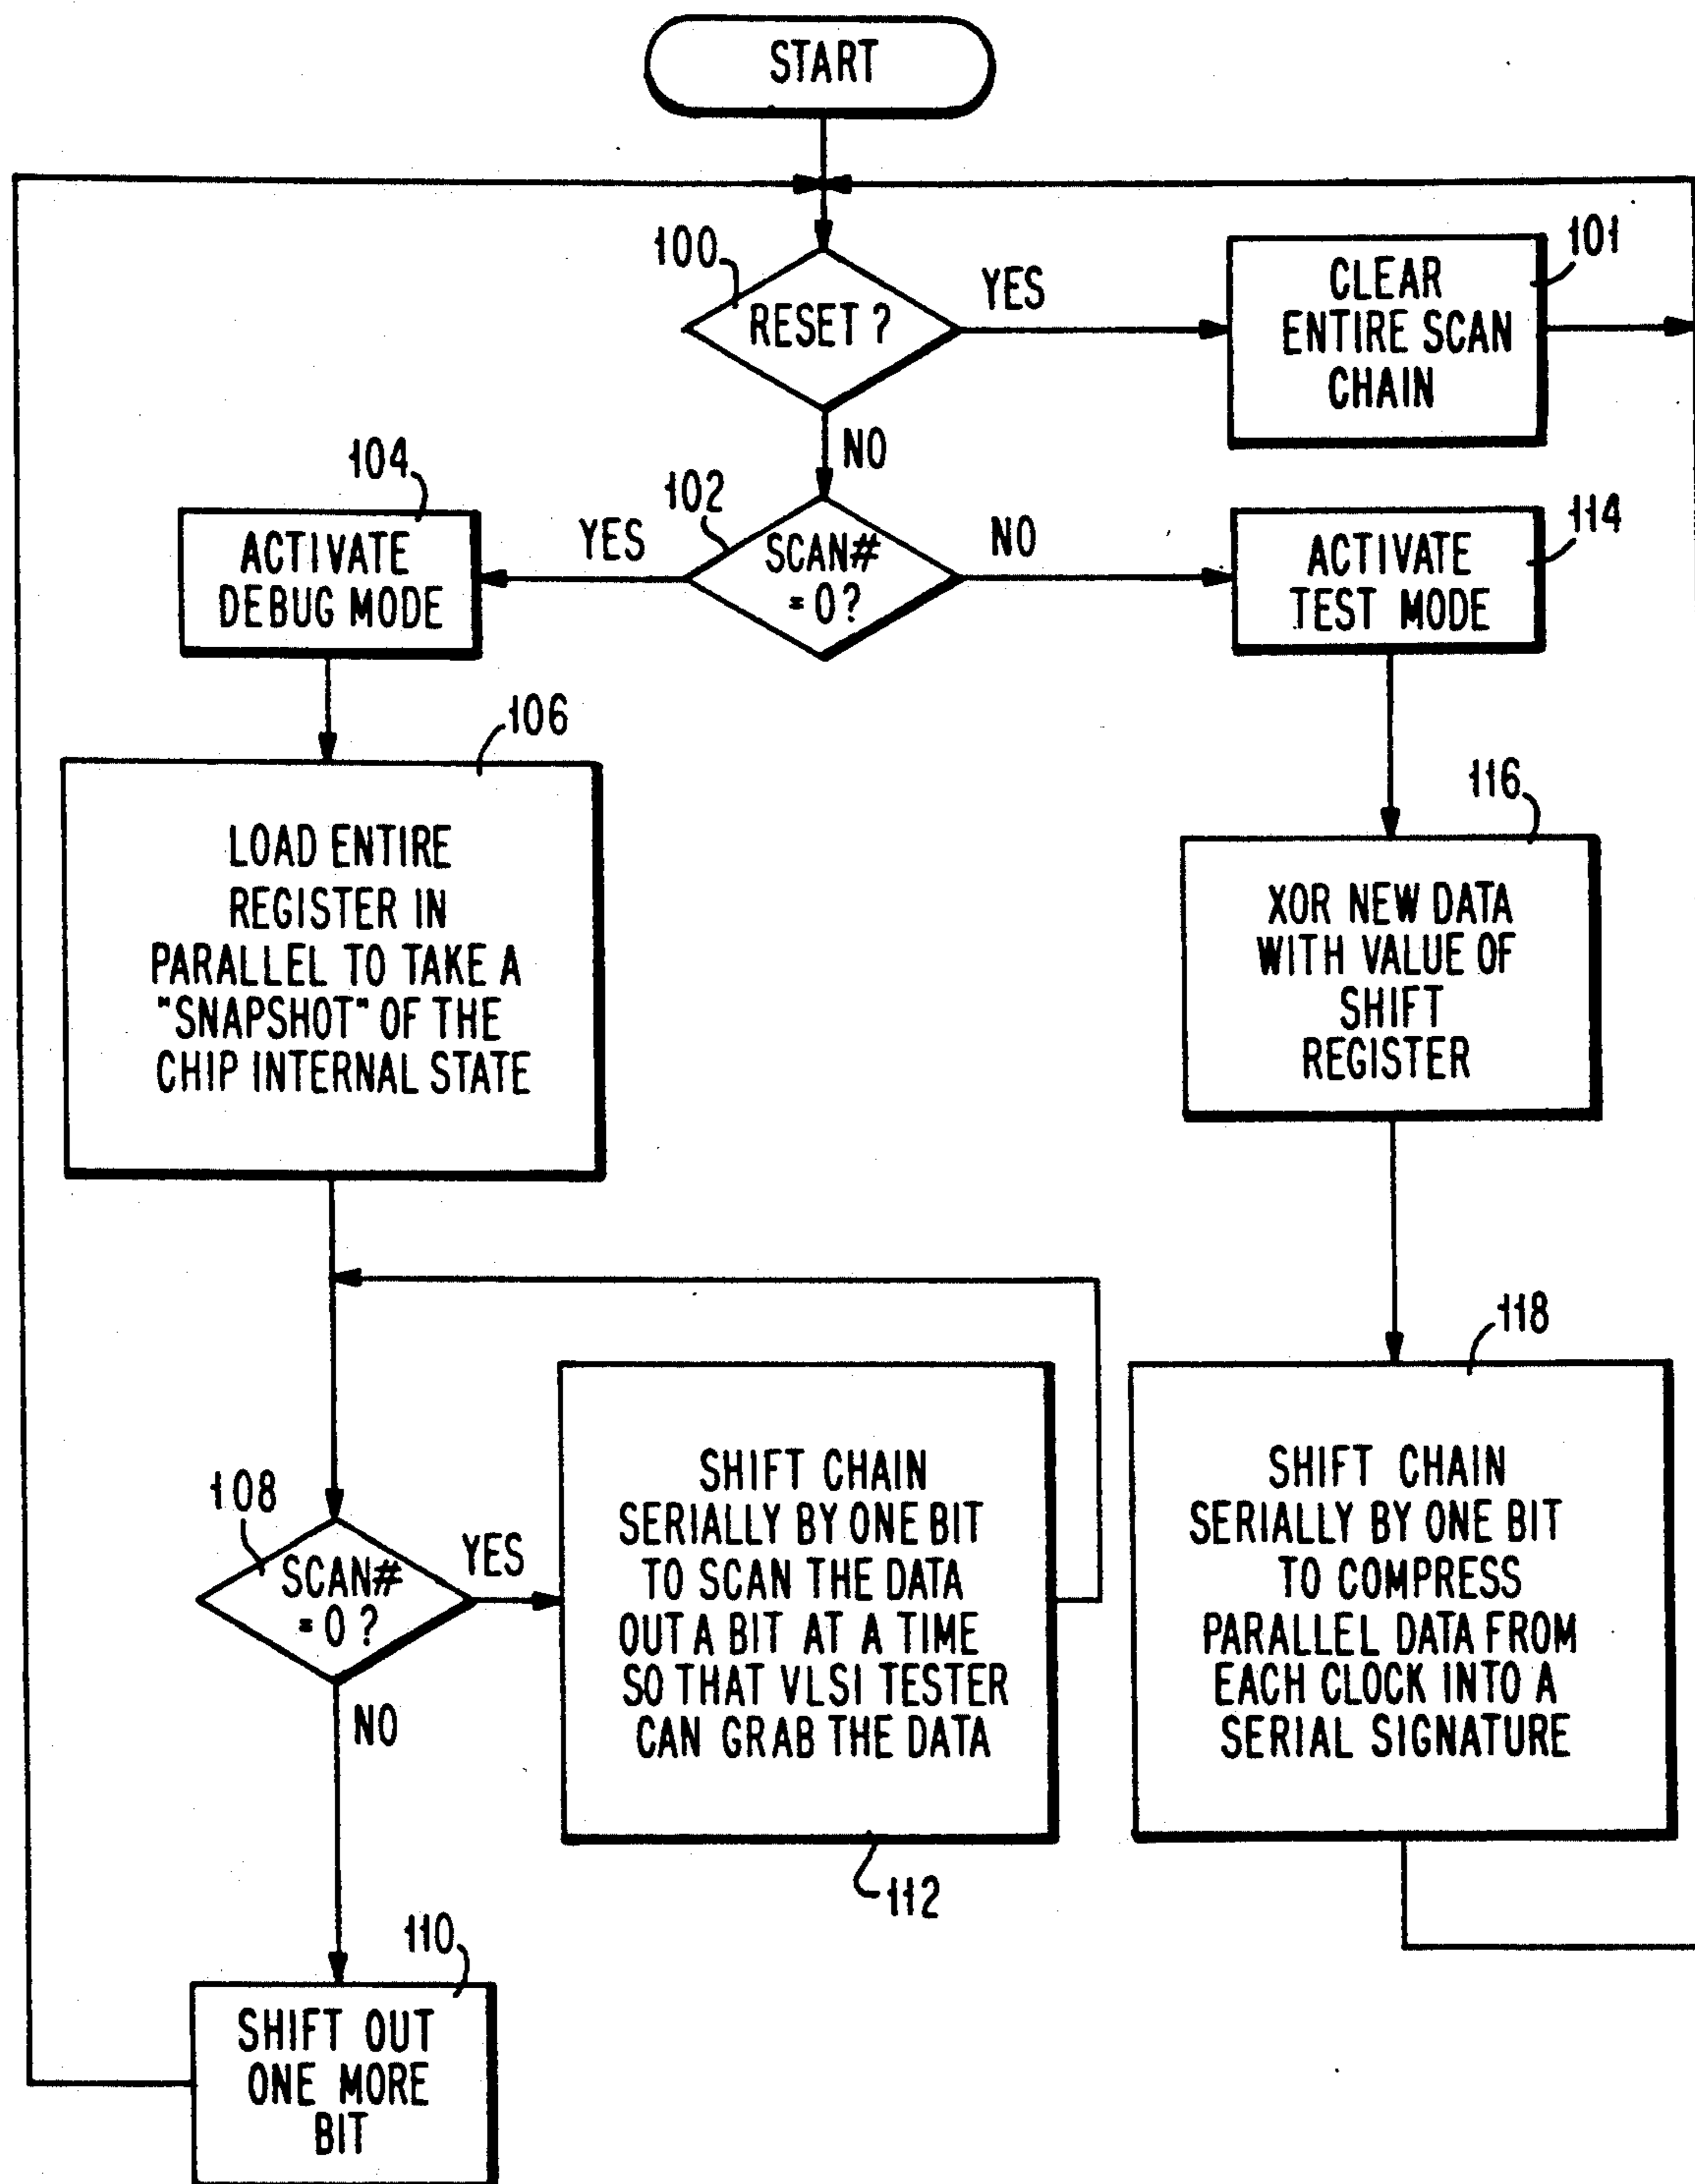 START
100
RESET ?
YES
CLEAR
ENTIRE SCAN
CHAIN
101
NO
102
SCAN#
= 0 ?
YES
NO
104
ACTIVATE
DEBUG MODE
ACTIVATE
TEST MODE
114
106
LOAD ENTIRE
REGISTER IN
PARALLEL TO TAKE A
"SNAPSHOT" OF THE
CHIP INTERNAL STATE
116
XOR NEW DATA
WITH VALUE OF
SHIFT
REGISTER
108
SCAN#
= 0 ?
YES
NO
SHIFT CHAIN
SERIALLY BY ONE BIT
TO SCAN THE DATA
OUT A BIT AT A TIME
SO THAT VLSI TESTER
CAN GRAB THE DATA
112
118
SHIFT CHAIN
SERIALLY BY ONE BIT
TO COMPRESS
PARALLEL DATA FROM
EACH CLOCK INTO A
SERIAL SIGNATURE
110
SHIFT OUT
ONE MORE
BIT